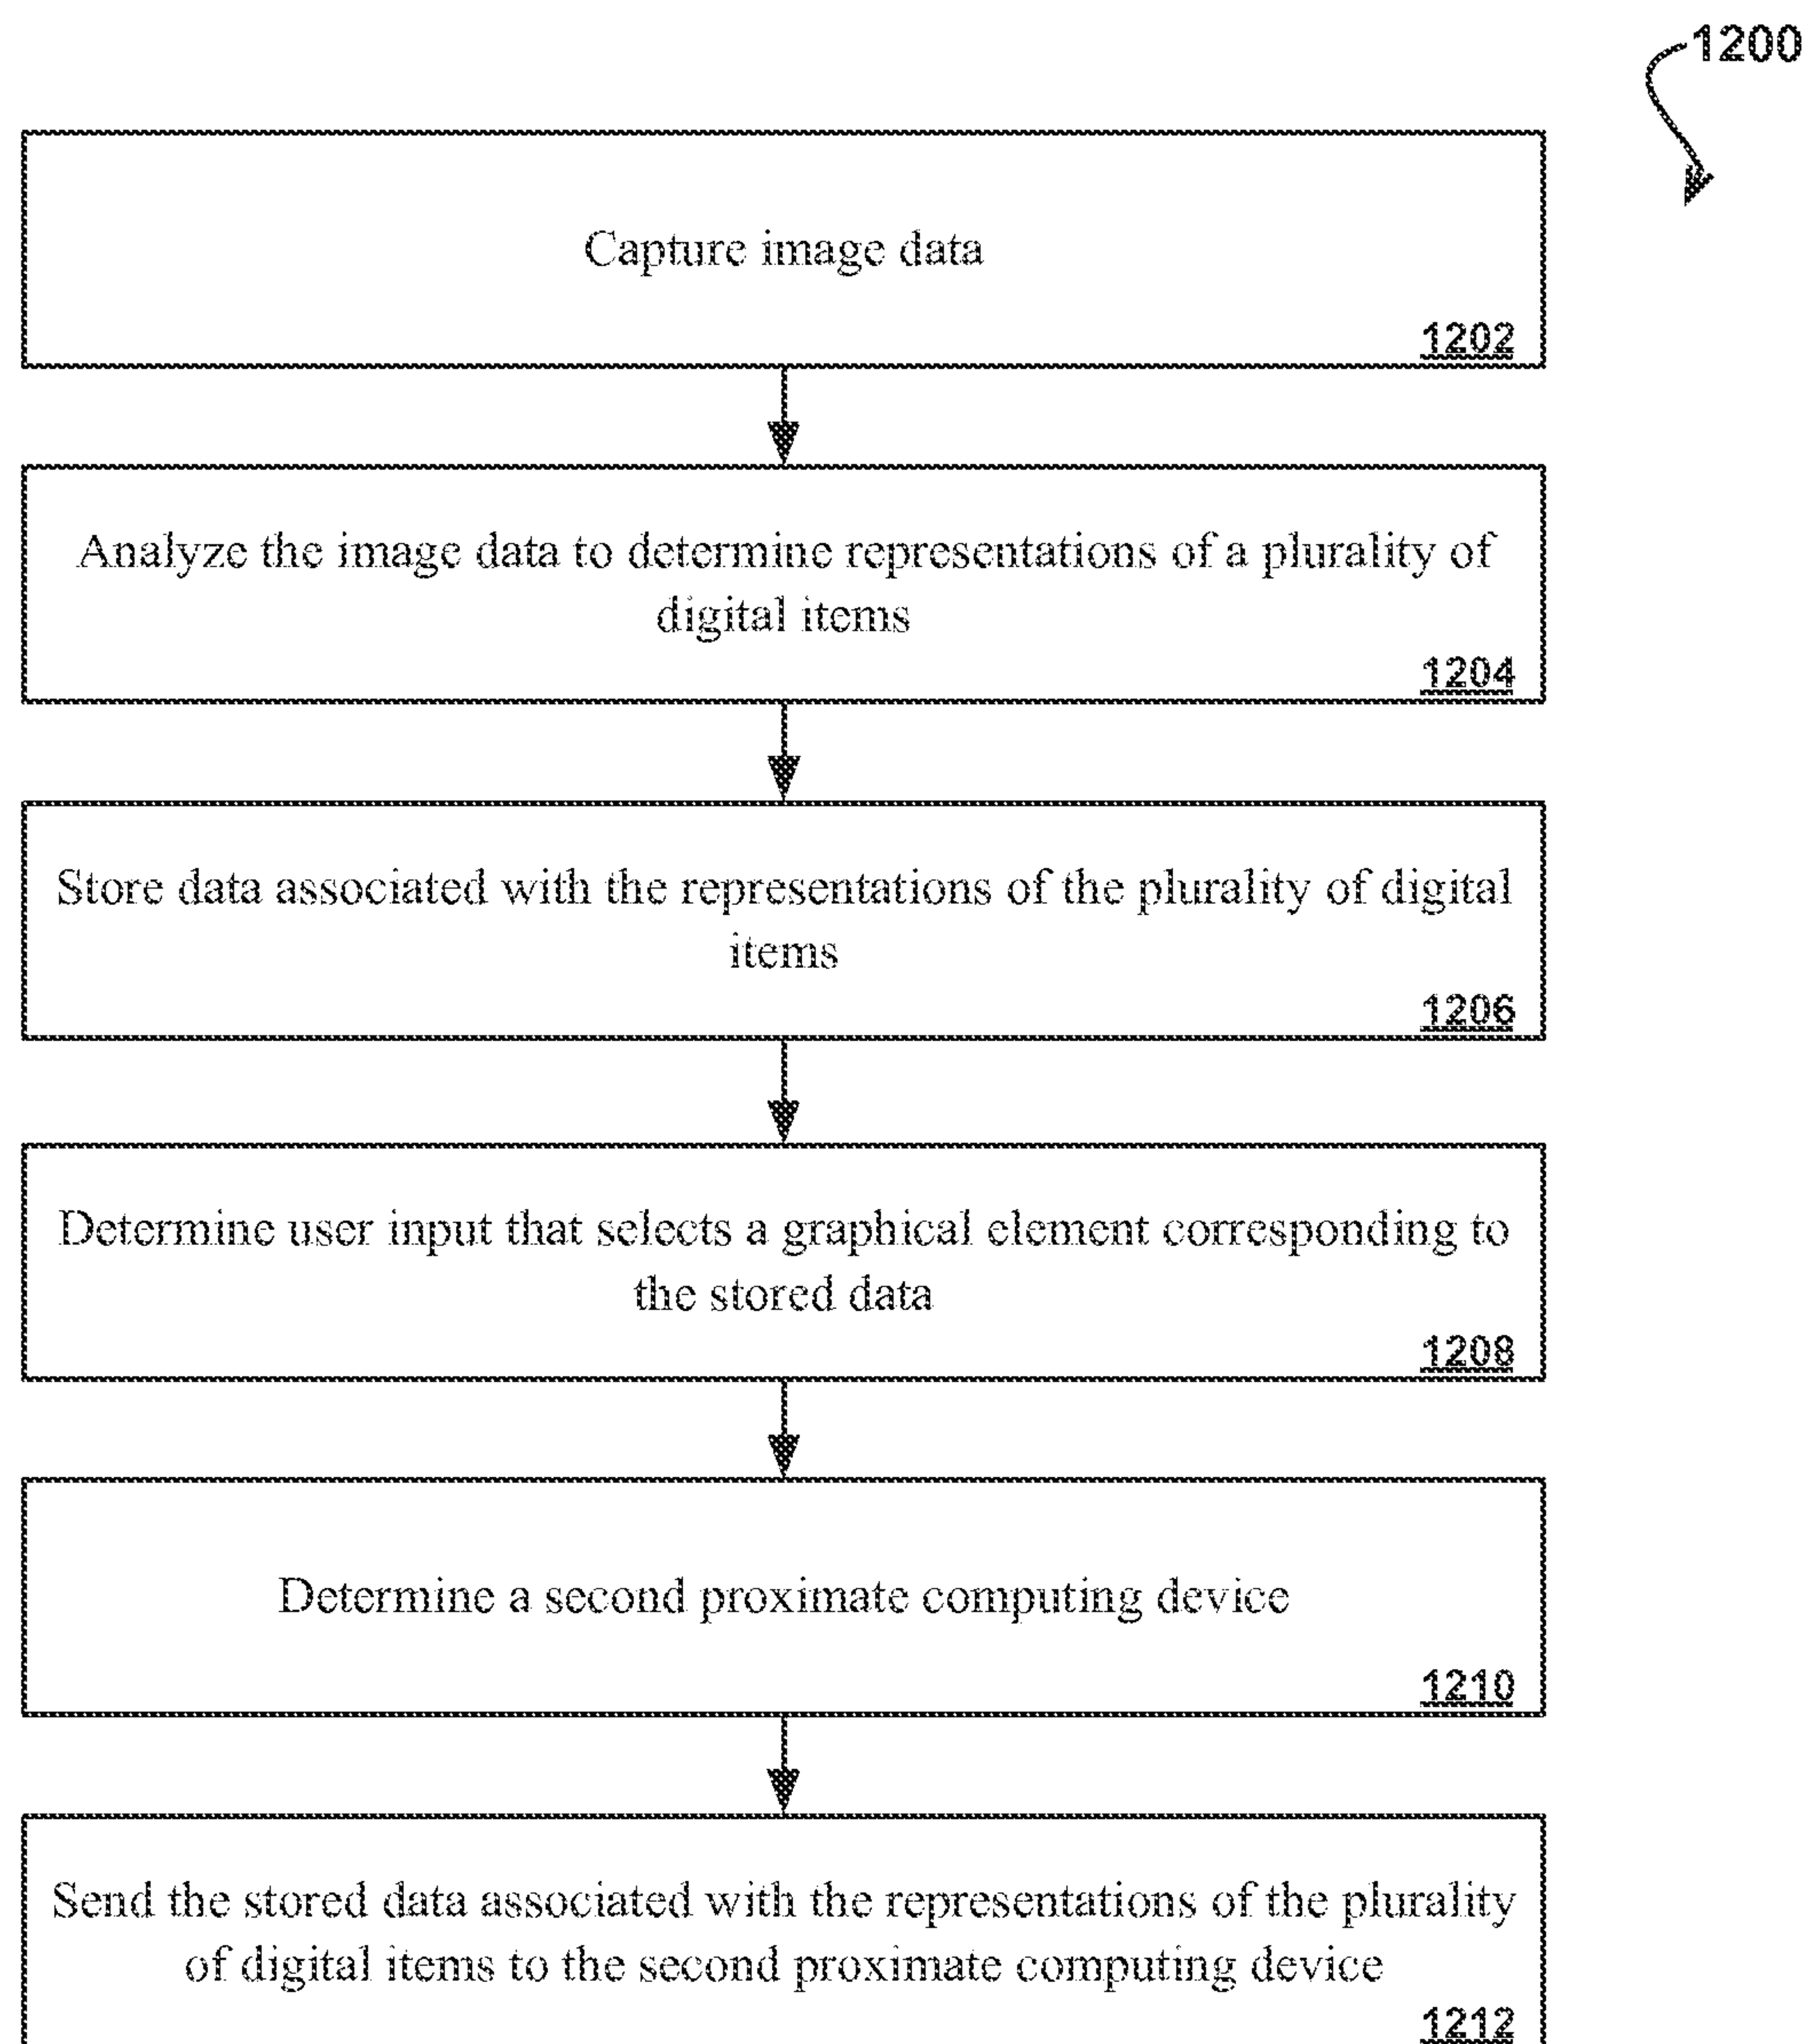 1200
Capture image data
1202
Analyze the image data to determine representations of a plurality of
digital items
1204
Store data associated with the representations of the plurality of digital
items
1206
Determine user input that selects a graphical element corresponding to
the stored data
1208
Determine a second proximate computing device
1210
Send the stored data associated with the representations of the plurality
of digital items to the second proximate computing device
1212